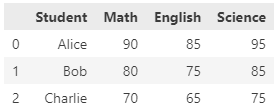 Student Math English Science
0 Alice 90 85 95
1 Bob 80 75 85
2 Charlie 70 65 75